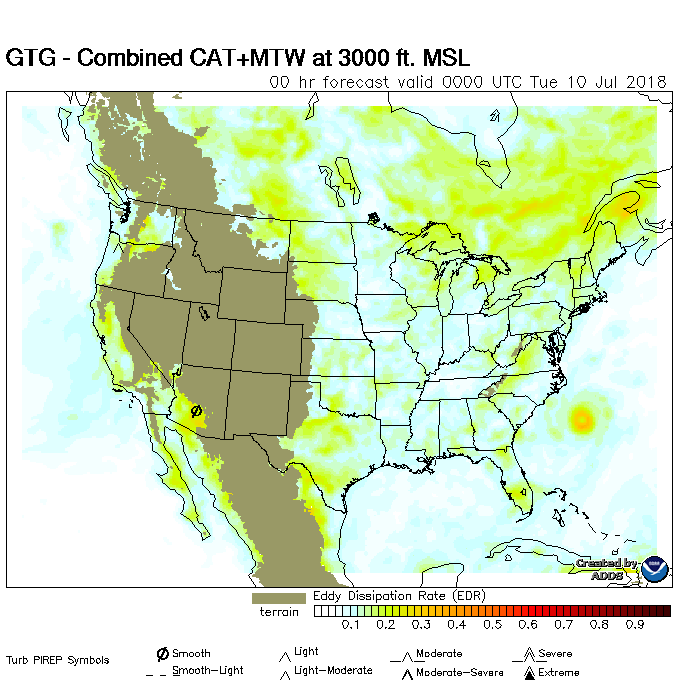 GTG - Combined CAT+MTW at 3000 ft. MSL
00 hr forecast valid 0000 UTC Tue 10 Jul 2018
Created by
ADDS
Eddy Dissipation Rate (EDR)
terrain
0.1 0.2 0.3 0.4 0.5 0.6 0.7 0.8 0.9
Turb PIREP Symbols
Smooth Light Moderate Severe
Smooth-Light Light-Moderate Moderate-Severe Extreme